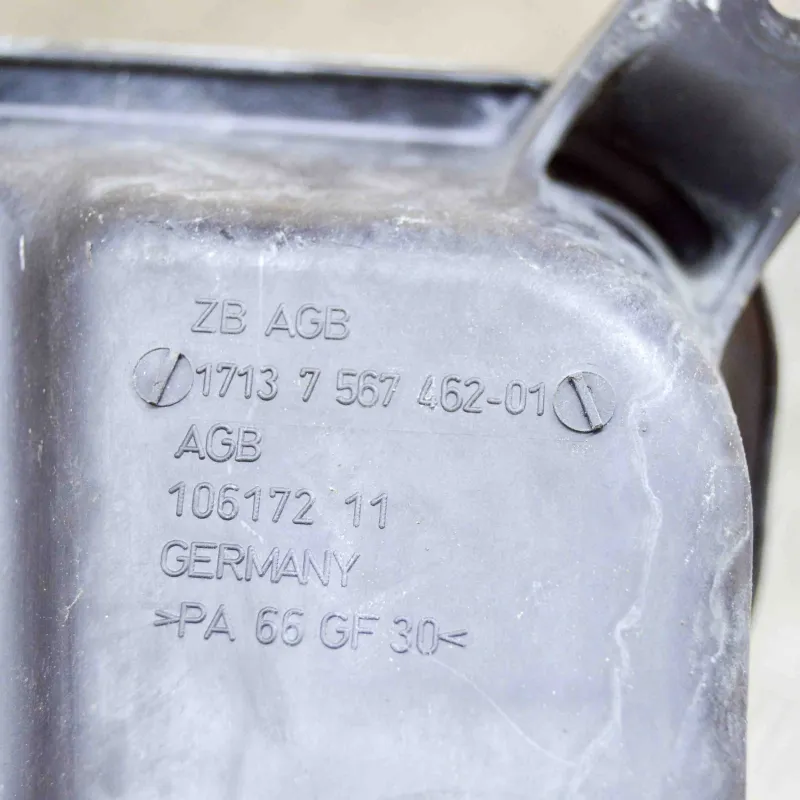 ZB AGB
1713 7 567 462-01
AGB
106172 11
GERMANY
>PA 66 GF 30<